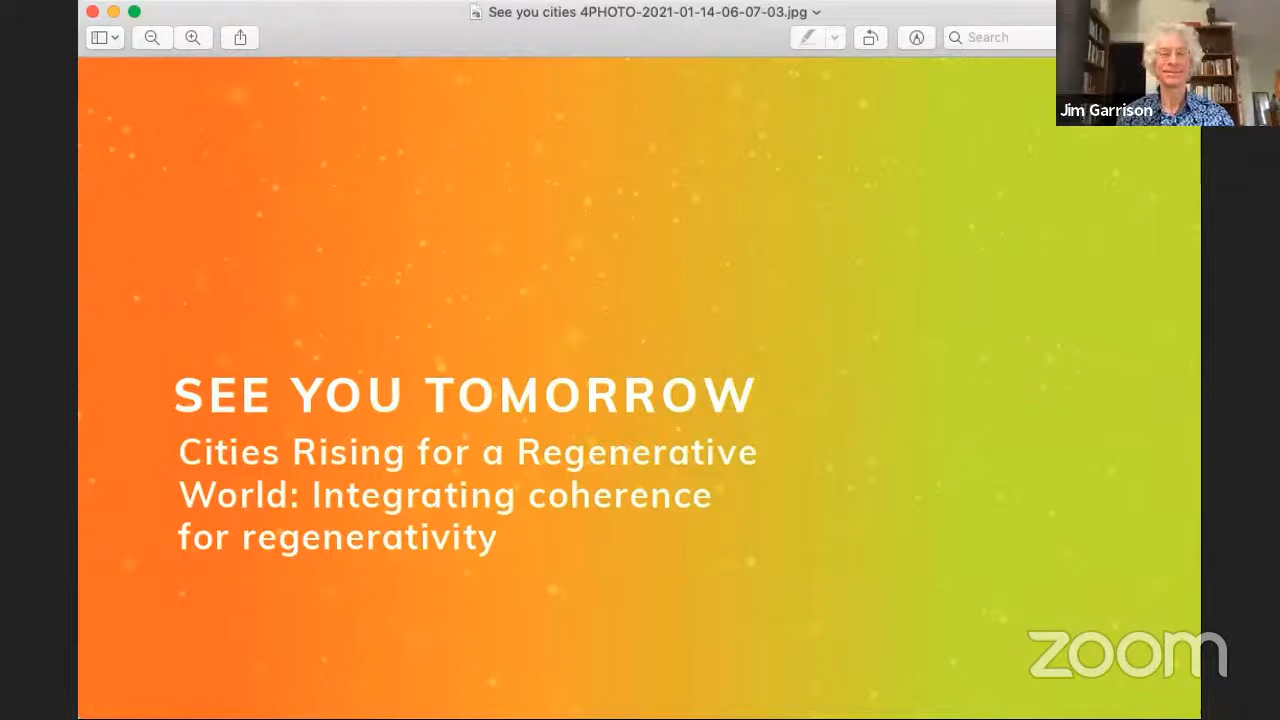 See you cities 4PHOTO-2021-01-14-06-07-03.jpg
Search
Jim Garrison
SEE YOU TOMORROW
Cities Rising for a Regenerative
World: Integrating coherence
for regenerativity
zoom